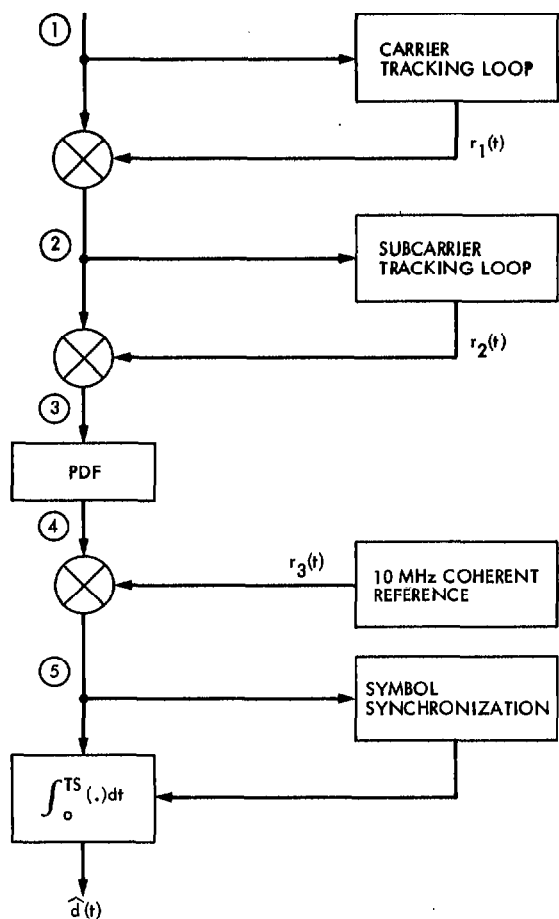 1
CARRIER
TRACKING LOOP
r₁(t)
2
SUBCARRIER
TRACKING LOOP
r₂(t)
3
PDF
4
r₃(t)
10 MHz COHERENT
REFERENCE
5
SYMBOL
SYNCHRONIZATION
∫₀ᵀˢ (.)dt
d̂(t)